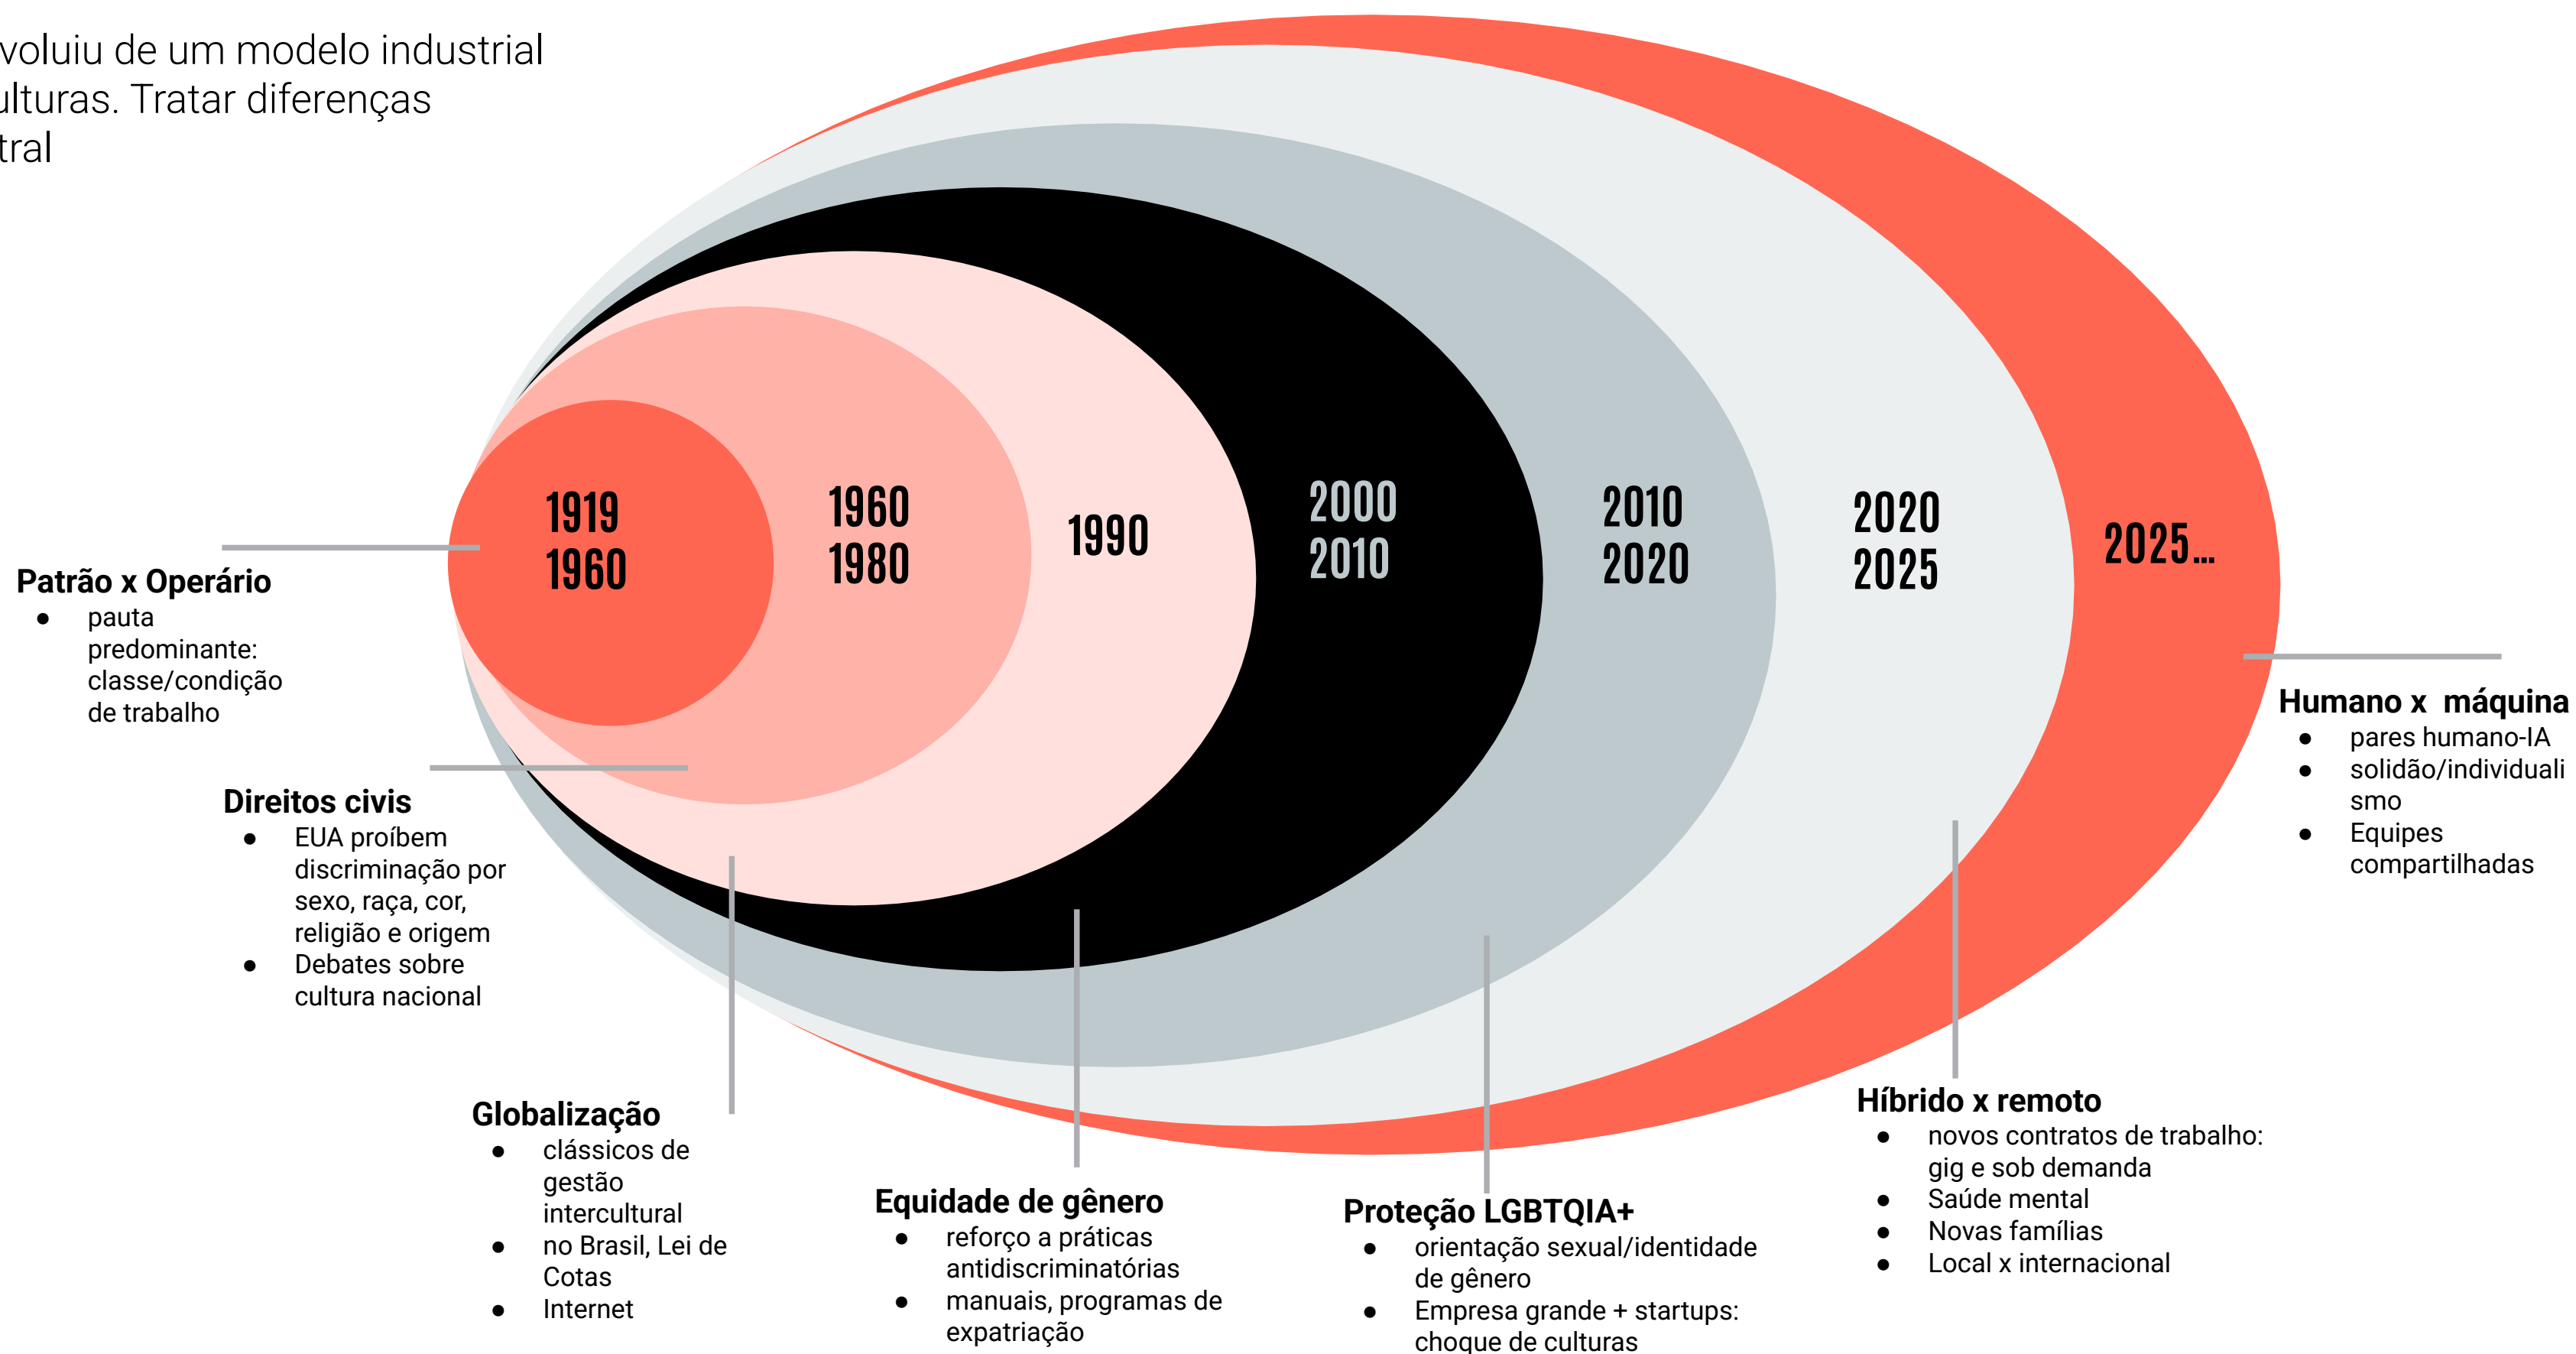 voluiu de um modelo industrial
ulturas. Tratar diferenças
tral
1919
1960
1960
1980
1990
2000
2010
2010
2020
2020
2025
2025...
Patrão x Operário
● pauta
predominante:
classe/condição
de trabalho
Direitos civis
● EUA proíbem
discriminação por
sexo, raça, cor,
religião e origem
● Debates sobre
cultura nacional
Globalização
● clássicos de
gestão
intercultural
● no Brasil, Lei de
Cotas
● Internet
Equidade de gênero
● reforço a práticas
antidiscriminatórias
● manuais, programas de
expatriação
Proteção LGBTQIA+
● orientação sexual/identidade
de gênero
● Empresa grande + startups:
choque de culturas
Híbrido x remoto
● novos contratos de trabalho:
gig e sob demanda
● Saúde mental
● Novas famílias
● Local x internacional
Humano x máquina
● pares humano-IA
● solidão/individuali
smo
● Equipes
compartilhadas